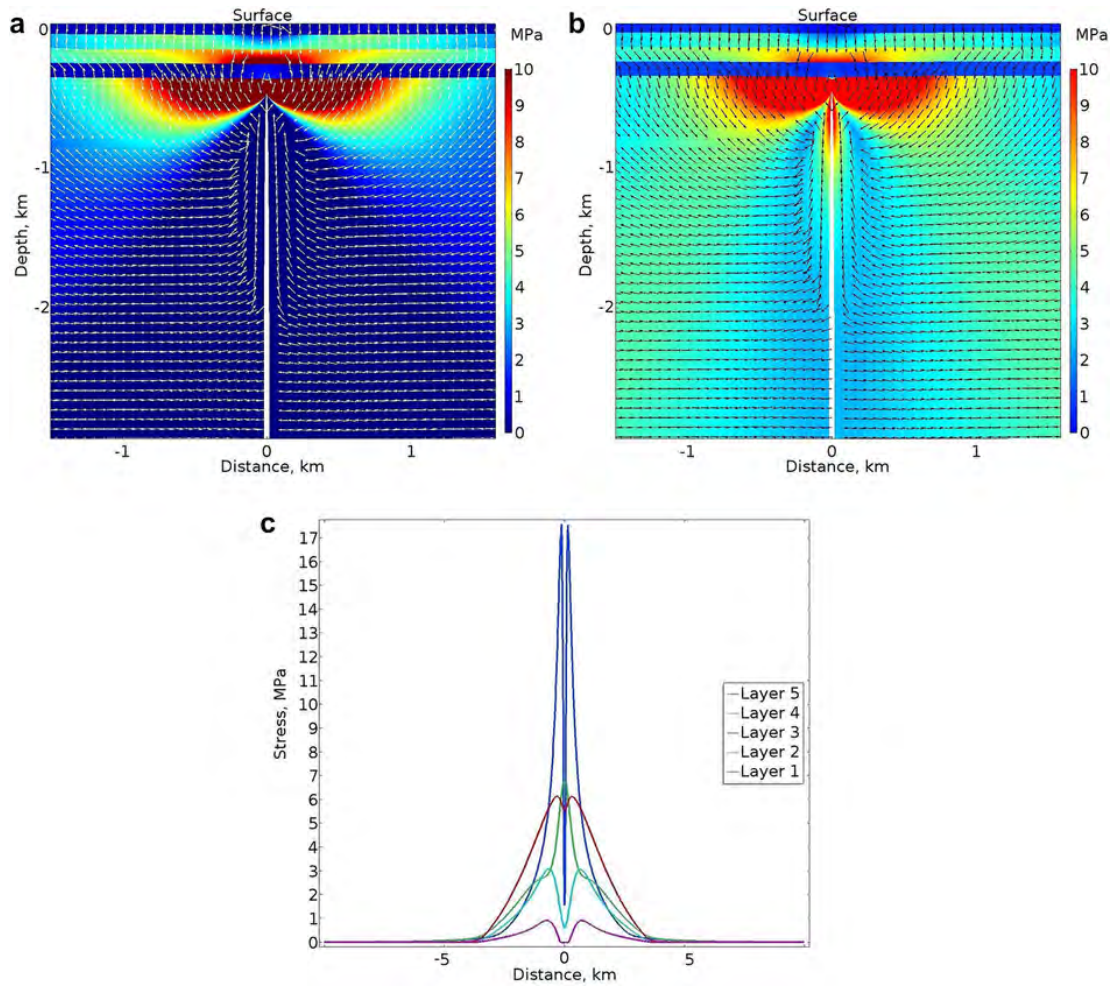 a
Surface
MPa
0
-1
-2
Depth, km
-1 0 1
Distance, km
10
9
8
7
6
5
4
3
2
1
0
b
Surface
MPa
0
-1
-2
Depth, km
-1 0 1
Distance, km
10
9
8
7
6
5
4
3
2
1
0
c
17
16
15
14
13
12
11
10
9
8
7
6
5
4
3
2
1
0
Stress, MPa
Layer 5
Layer 4
Layer 3
Layer 2
Layer 1
-5 0 5
Distance, km